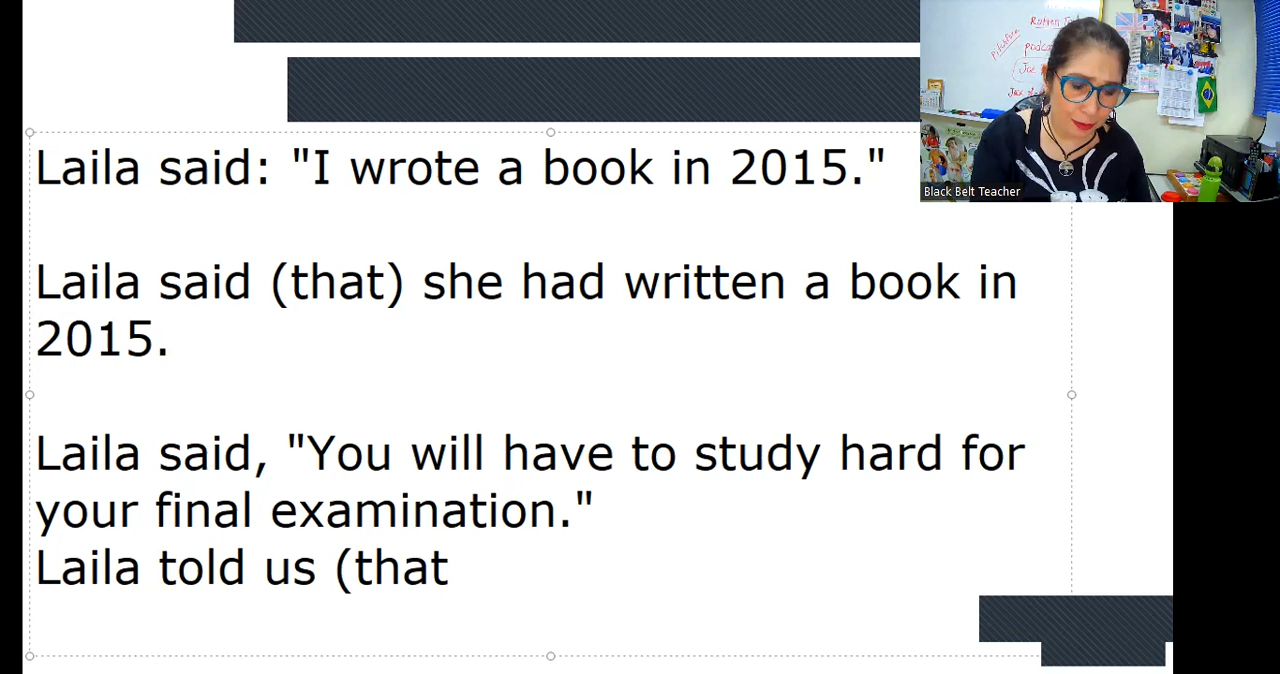 Laila said: "I wrote a book in 2015."
Laila said (that) she had written a book in
2015.
Laila said, "You will have to study hard for
your final examination."
Laila told us (that
Black Belt Teacher